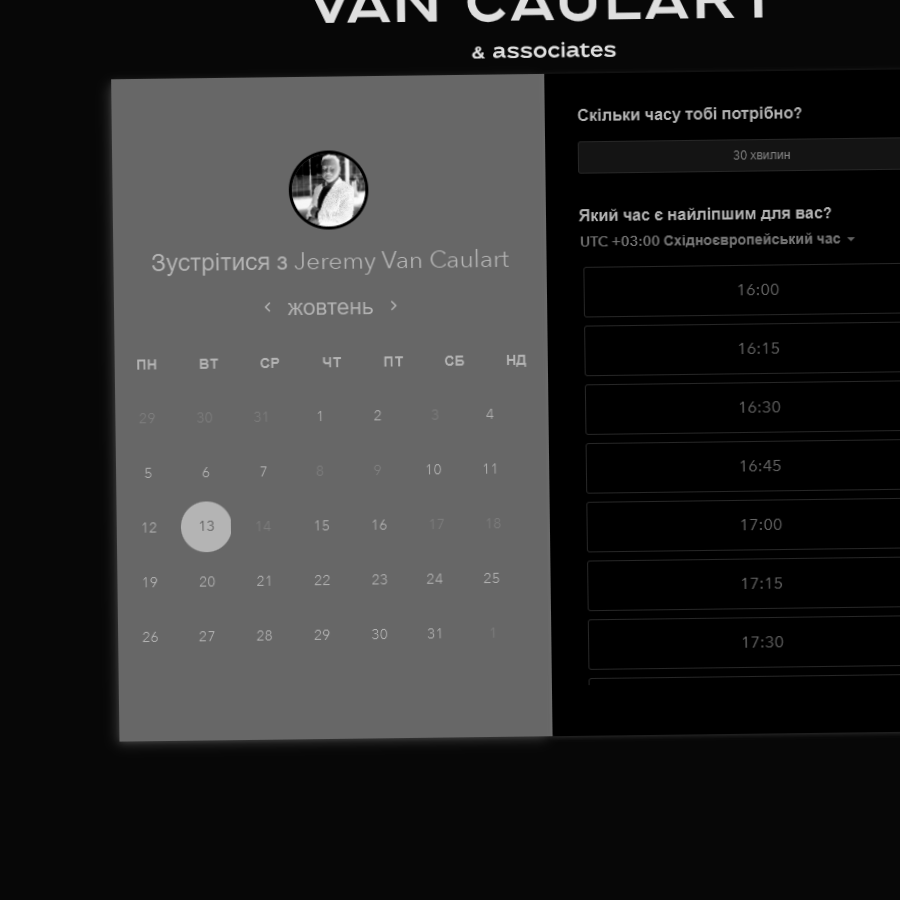 VAN CAULART
& associates
Зустрітися з Jeremy Van Caulart
жовтень
ПН ВТ СР ЧТ ПТ СБ НД
29 30 31 1 2 3 4
5 6 7 8 9 10 11
12 13 14 15 16 17 18
19 20 21 22 23 24 25
26 27 28 29 30 31 1
Скільки часу тобі потрібно?
30 хвилин
Який час є найліпшим для вас?
UTC +03:00 Східноєвропейський час
16:00
16:15
16:30
16:45
17:00
17:15
17:30